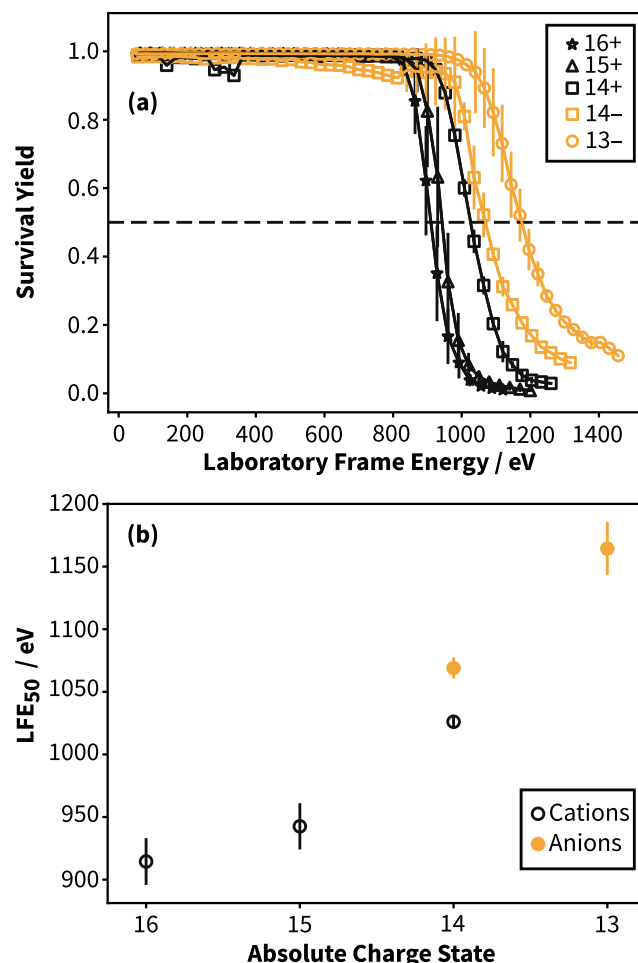 (a)
16+
15+
14+
14−
13−
1.0
0.8
0.6
0.4
0.2
0.0
Survival Yield
0 200 400 600 800 1000 1200 1400
Laboratory Frame Energy / eV
(b)
1200
1150
1100
1050
1000
950
900
LFE50 / eV
Cations
Anions
16 15 14 13
Absolute Charge State